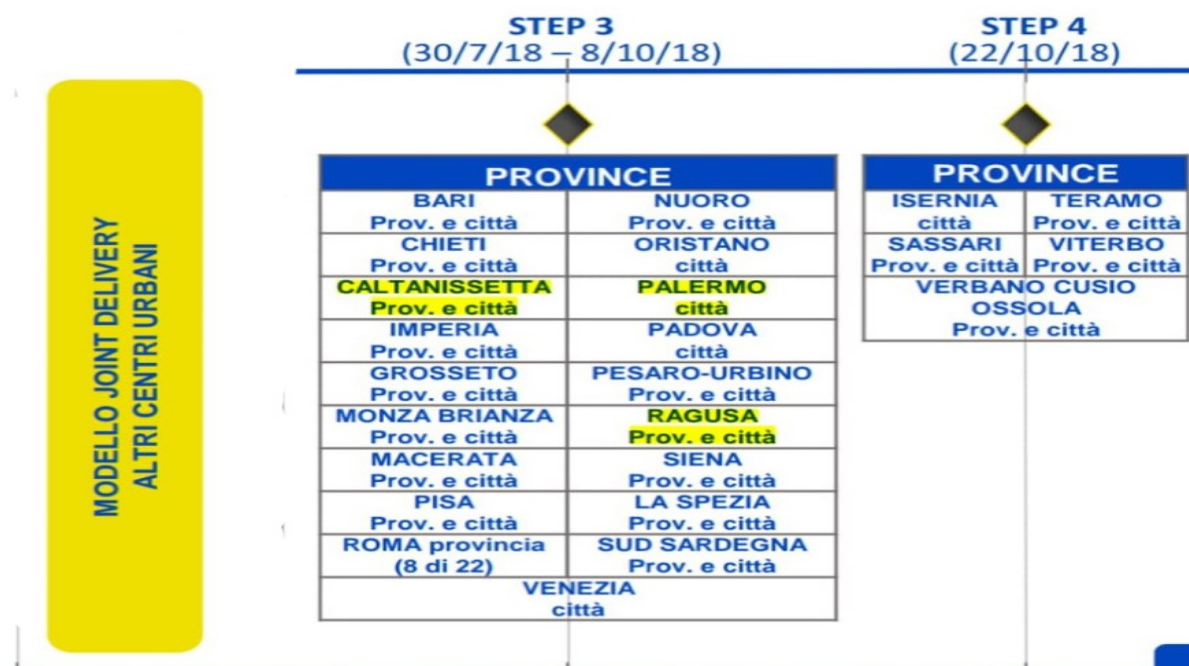 STEP 3
(30/7/18 – 8/10/18)
STEP 4
(22/10/18)
MODELLO JOINT DELIVERY
ALTRI CENTRI URBANI
PROVINCE
BARI
Prov. e città
NUORO
Prov. e città
CHIETI
Prov. e città
ORISTANO
città
CALTANISSETTA
Prov. e città
PALERMO
città
IMPERIA
Prov. e città
PADOVA
città
GROSSETO
Prov. e città
PESARO-URBINO
Prov. e città
MONZA BRIANZA
Prov. e città
RAGUSA
Prov. e città
MACERATA
Prov. e città
SIENA
Prov. e città
PISA
Prov. e città
LA SPEZIA
Prov. e città
ROMA provincia
(8 di 22)
SUD SARDEGNA
Prov. e città
VENEZIA
città
PROVINCE
ISERNIA
città
TERAMO
Prov. e città
SASSARI
Prov. e città
VITERBO
Prov. e città
VERBANO CUSIO
OSSOLA
Prov. e città